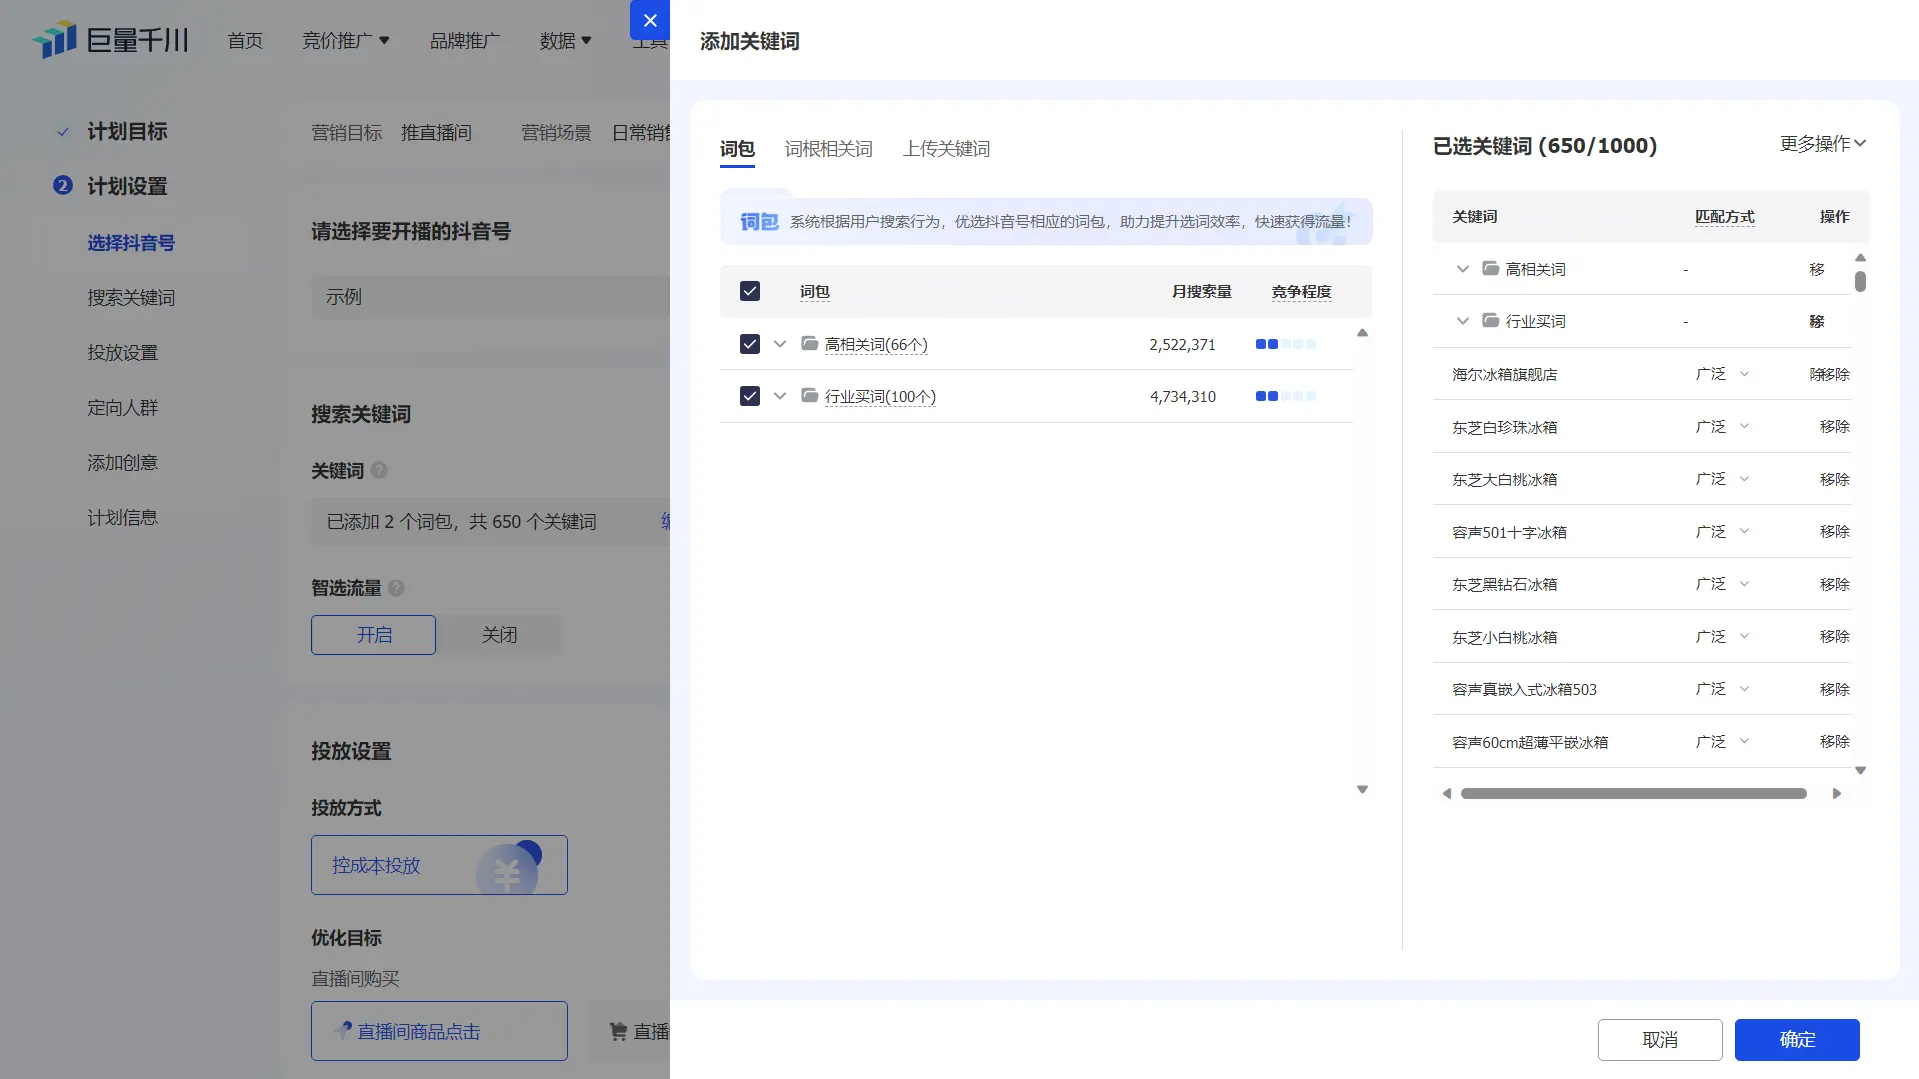 巨量千川
首页
竞价推广
品牌推广
数据
工具
计划目标
2 计划设置
选择抖音号
搜索关键词
投放设置
定向人群
添加创意
计划信息
营销目标 推直播间 营销场景 日常销售
请选择要开播的抖音号
示例
搜索关键词
关键词
已添加 2 个词包，共 650 个关键词
编
智选流量
开启 关闭
投放设置
投放方式
控成本投放
优化目标
直播间购买
直播间商品点击
直播
添加关键词
词包 词根相关词 上传关键词
词包 系统根据用户搜索行为，优选抖音号相应的词包，助力提升选词效率，快速获得流量！
词包 月搜索量 竞争程度
高相关词(66个) 2,522,371
行业买词(100个) 4,734,310
已选关键词 (650/1000)
更多操作
关键词 匹配方式 操作
高相关词 - 移
行业买词 -
海尔冰箱旗舰店 广泛 移除
东芝白珍珠冰箱 广泛 移除
东芝大白桃冰箱 广泛 移除
容声501十字冰箱 广泛 移除
东芝黑钻石冰箱 广泛 移除
东芝小白桃冰箱 广泛 移除
容声真嵌入式冰箱503 广泛 移除
容声60cm超薄平嵌冰箱 广泛 移除
取消 确定